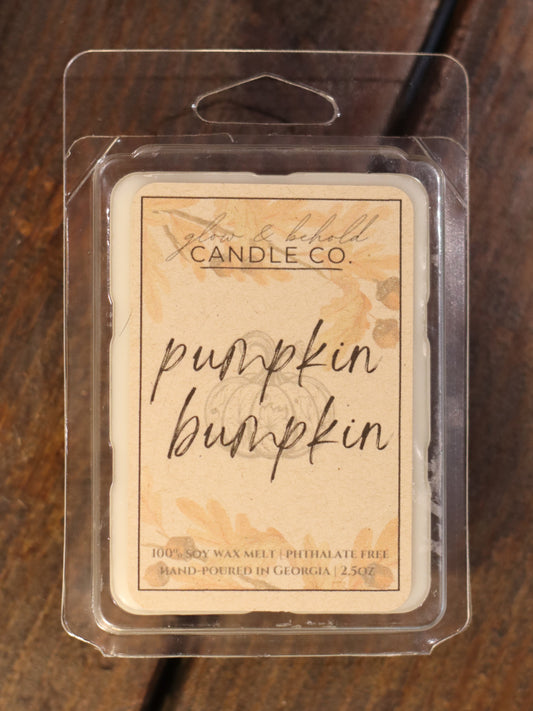 glow & behold
CANDLE CO.
pumpkin
bumpkin
100% SOY WAX MELT | PHTHALATE FREE
HAND-POURED IN GEORGIA | 2.5OZ